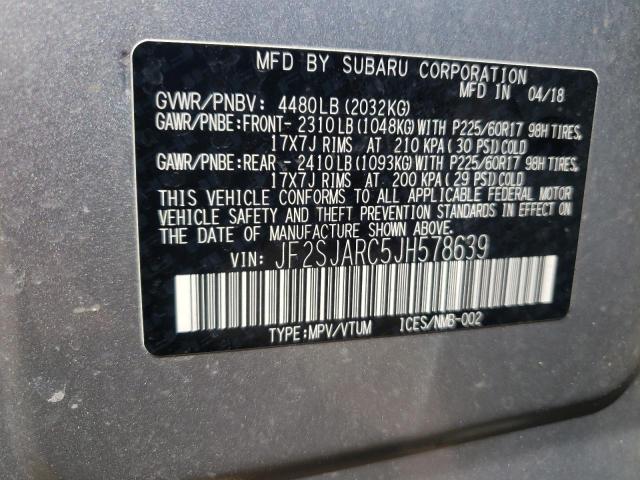 MFD BY SUBARU CORPORATION
MFD IN 04/18
GVWR/PNBV: 4480LB (2032KG)
GAWR/PNBE:FRONT- 2310LB (1048KG) WITH P225/60R17 98H TIRES,
17X7J RIMS AT 210 KPA (30 PSI) COLD
GAWR/PNBE:REAR - 2410LB (1093KG) WITH P225/60R17 98H TIRES,
17X7J RIMS AT 200 KPA (29 PSI) COLD
THIS VEHICLE CONFORMS TO ALL APPLICABLE FEDERAL MOTOR
VEHICLE SAFETY AND THEFT PREVENTION STANDARDS IN EFFECT ON
THE DATE OF MANUFACTURE SHOWN ABOVE.
VIN: JF2SJARC5JH578639
TYPE:MPV/VTUM ICES/NMB-002